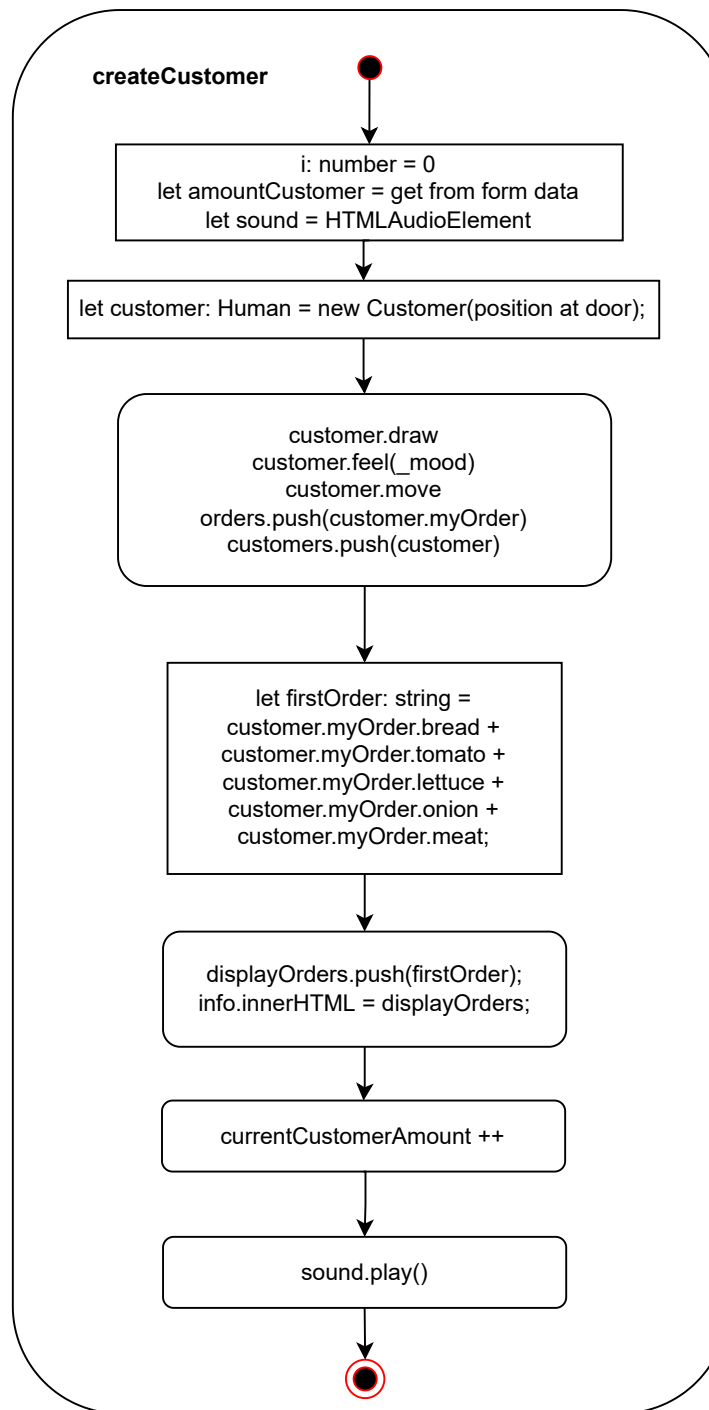 createCustomer
i: number = 0
let amountCustomer = get from form data
let sound = HTMLAudioElement
let customer: Human = new Customer(position at door);
customer.draw
customer.feel(_mood)
customer.move
orders.push(customer.myOrder)
customers.push(customer)
let firstOrder: string =
customer.myOrder.bread +
customer.myOrder.tomato +
customer.myOrder.lettuce +
customer.myOrder.onion +
customer.myOrder.meat;
displayOrders.push(firstOrder);
info.innerHTML = displayOrders;
currentCustomerAmount ++
sound.play()